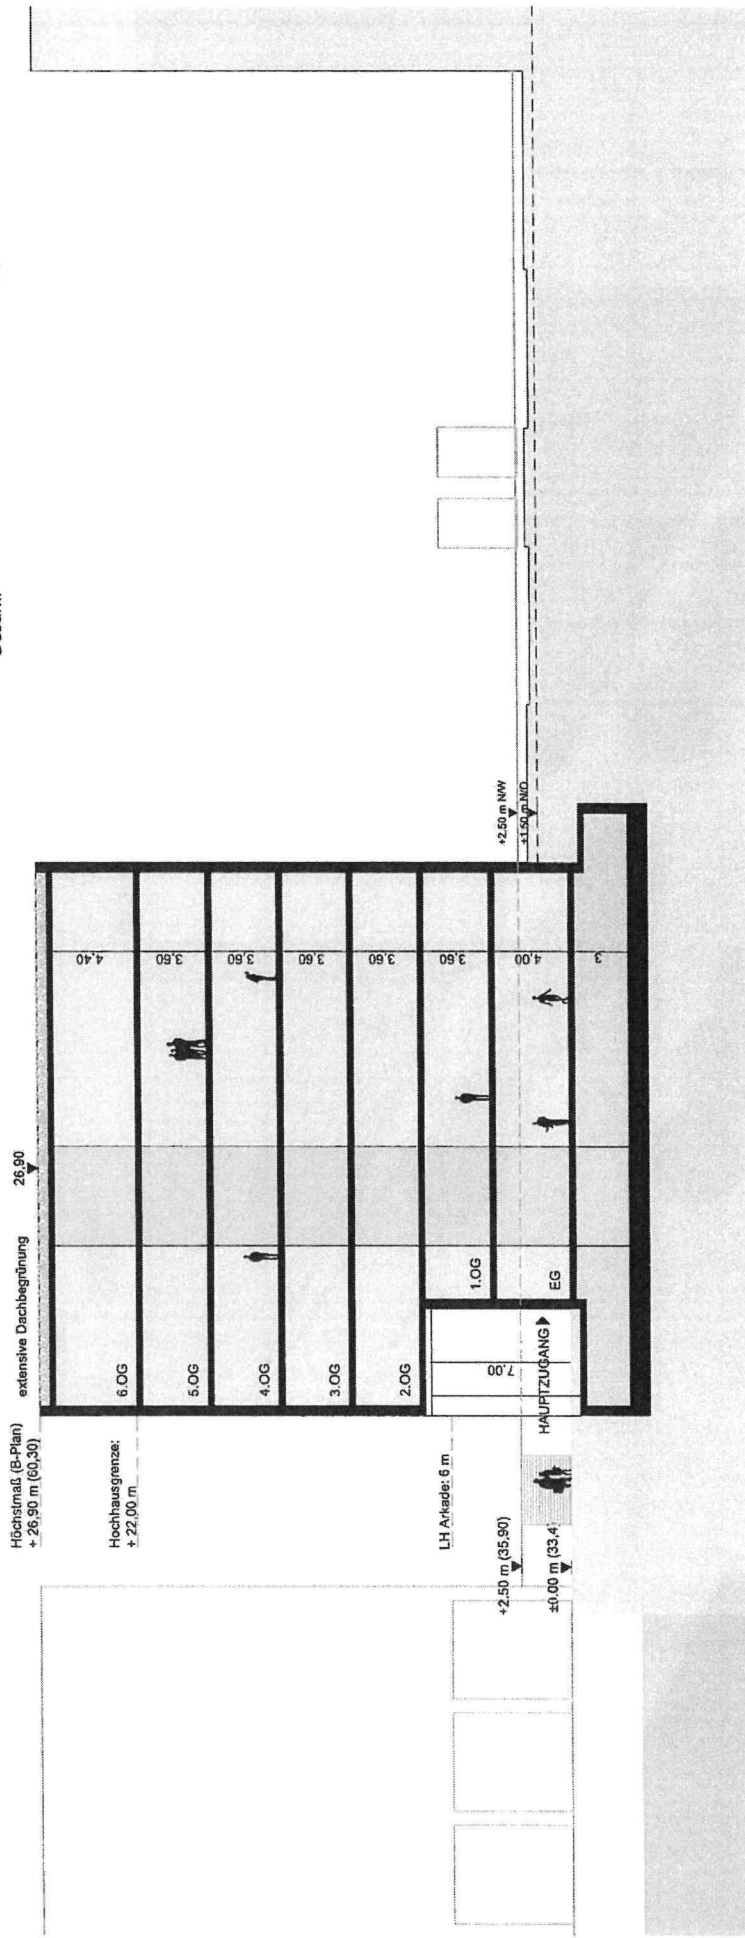 Höchstmaß (B-Plan)
+ 26,90 m (60,30)
extensive Dachbegrünung
26,90
Hochhausgrenze:
+ 22,00 m
6.OG
4,40
5.OG
3,60
4.OG
3,60
3.OG
3,60
2.OG
3,60
LH Arkade: 6 m
1.OG
3,60
7,00
+2.50 m (35,90)
±0.00 m (33,4
HAUPTZUGANG
EG
4,00
3
+2.50 m N/W
+1.50 m N/O